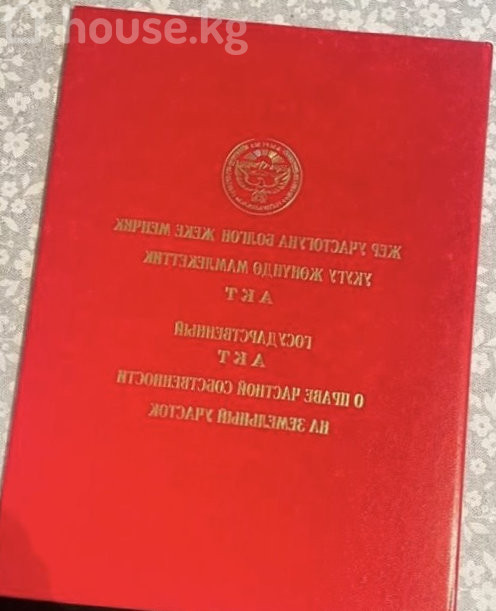 house.kg
ЖЕР УЧАСТОГУНА БОЛГОН ЖЕКЕ МЕНЧИК
УКУГУ ЖӨНҮНДӨ МАМЛЕКЕТТИК
АКТ
ГОСУДАРСТВЕННЫЙ
АКТ
О ПРАВЕ ЧАСТНОЙ СОБСТВЕННОСТИ
НА ЗЕМЕЛЬНЫЙ УЧАСТОК